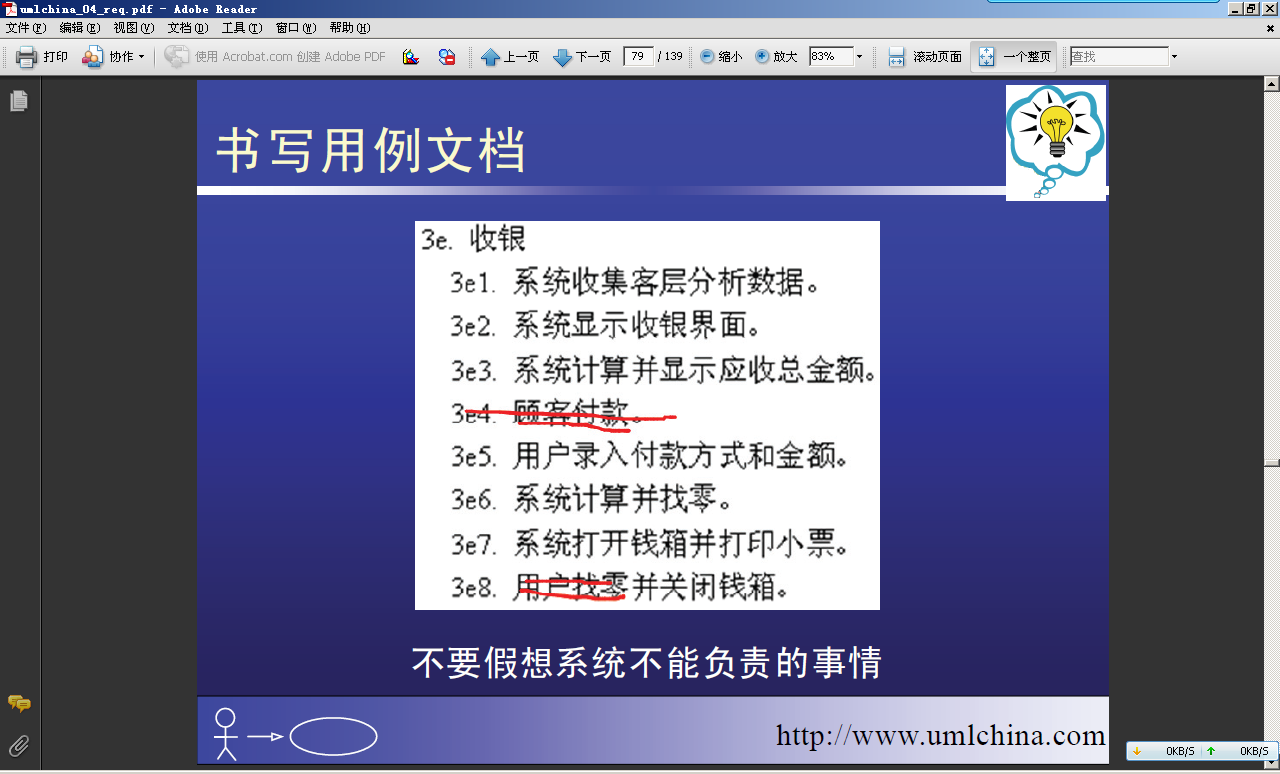 umlchina_04_req.pdf - Adobe Reader
文件(F) 编辑(E) 视图(V) 文档(D) 工具(T) 窗口(W) 帮助(H)
打印 协作 使用 Acrobat.com 创建 Adobe PDF 上一页 下一页 79 / 139 缩小 放大 83% 滚动页面 一个整页 查找
书写用例文档
3e. 收银
3e1. 系统收集客层分析数据。
3e2. 系统显示收银界面。
3e3. 系统计算并显示应收总金额。
3e4. 顾客付款。
3e5. 用户录入付款方式和金额。
3e6. 系统计算并找零。
3e7. 系统打开钱箱并打印小票。
3e8. 用户找零并关闭钱箱。
不要假想系统不能负责的事情
http://www.umlchina.com
0KB/S 0KB/S